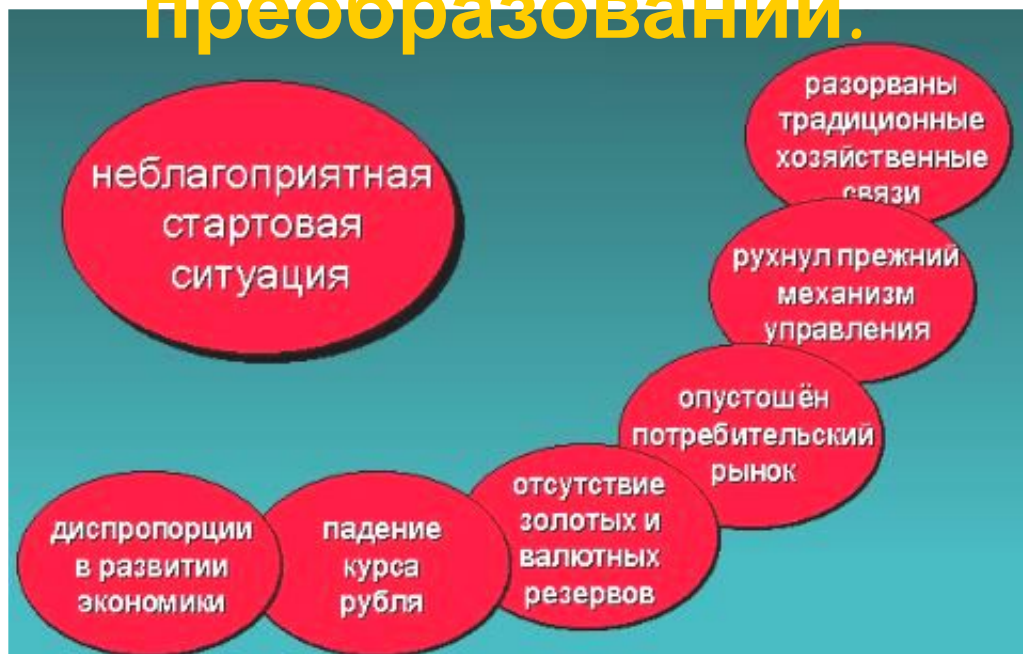 преобразований.
неблагоприятная
стартовая
ситуация
разорваны
традиционные
хозяйственные
связи
рухнул прежний
механизм
управления
опустошён
потребительский
рынок
отсутствие
золотых и
валютных
резервов
падение
курса
рубля
диспропорции
в развитии
экономики